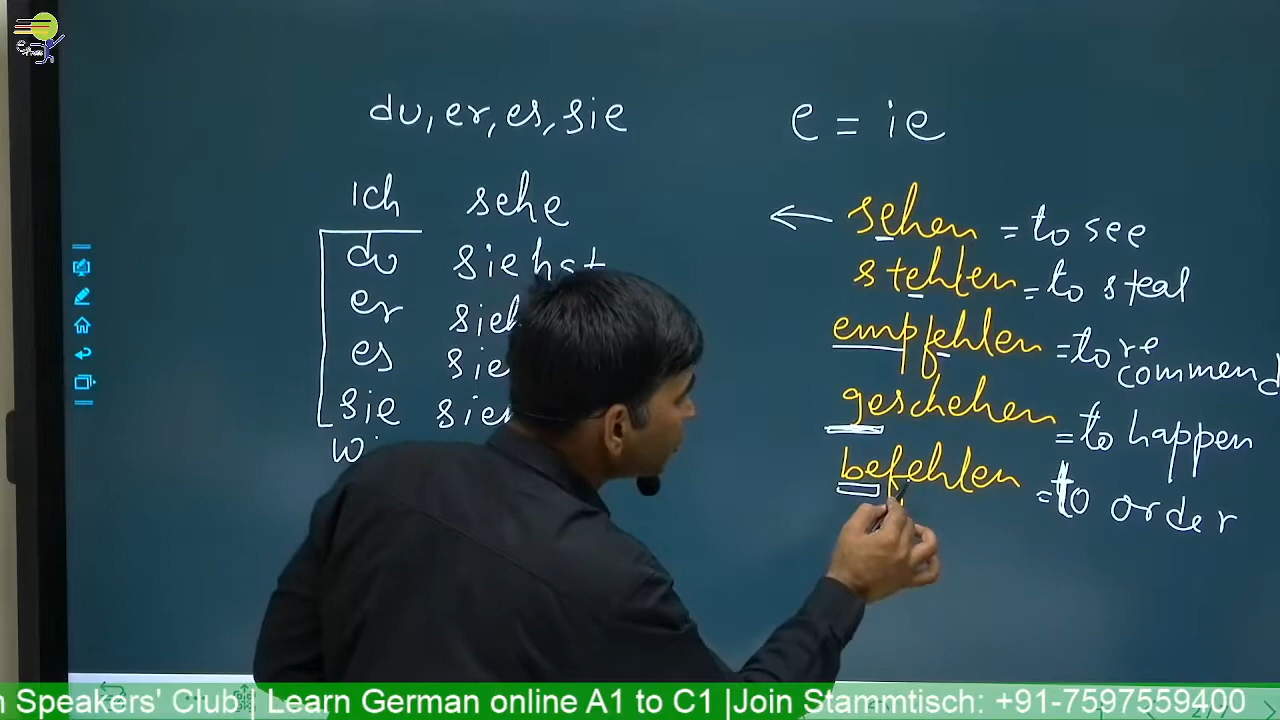 du, er, es, sie
e = ie
ich sehe
du siehst
er
es
sie
sehen = to see
stehlen = to steal
empfehlen = to recommend
geschehen = to happen
befehlen = to order
Speakers' Club | Learn German online A1 to C1 |Join Stammtisch: +91-7597559400